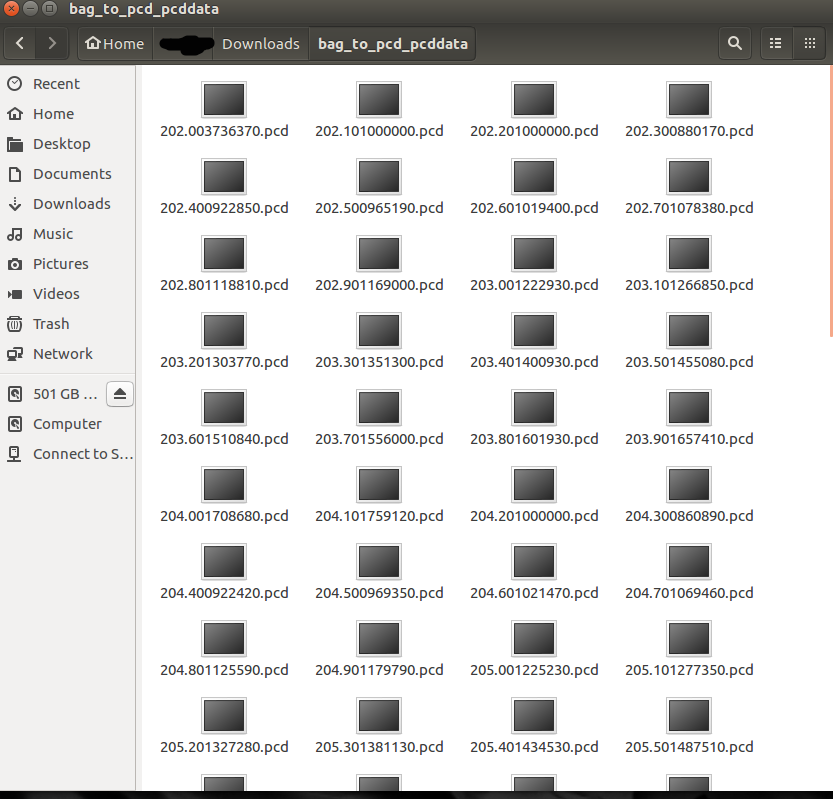 bag_to_pcd_pcddata
Home Downloads bag_to_pcd_pcddata
Recent
Home
Desktop
Documents
Downloads
Music
Pictures
Videos
Trash
Network
501 GB ...
Computer
Connect to S...
202.003736370.pcd 202.101000000.pcd 202.201000000.pcd 202.300880170.pcd
202.400922850.pcd 202.500965190.pcd 202.601019400.pcd 202.701078380.pcd
202.801118810.pcd 202.901169000.pcd 203.001222930.pcd 203.101266850.pcd
203.201303770.pcd 203.301351300.pcd 203.401400930.pcd 203.501455080.pcd
203.601510840.pcd 203.701556000.pcd 203.801601930.pcd 203.901657410.pcd
204.001708680.pcd 204.101759120.pcd 204.201000000.pcd 204.300860890.pcd
204.400922420.pcd 204.500969350.pcd 204.601021470.pcd 204.701069460.pcd
204.801125590.pcd 204.901179790.pcd 205.001225230.pcd 205.101277350.pcd
205.201327280.pcd 205.301381130.pcd 205.401434530.pcd 205.501487510.pcd